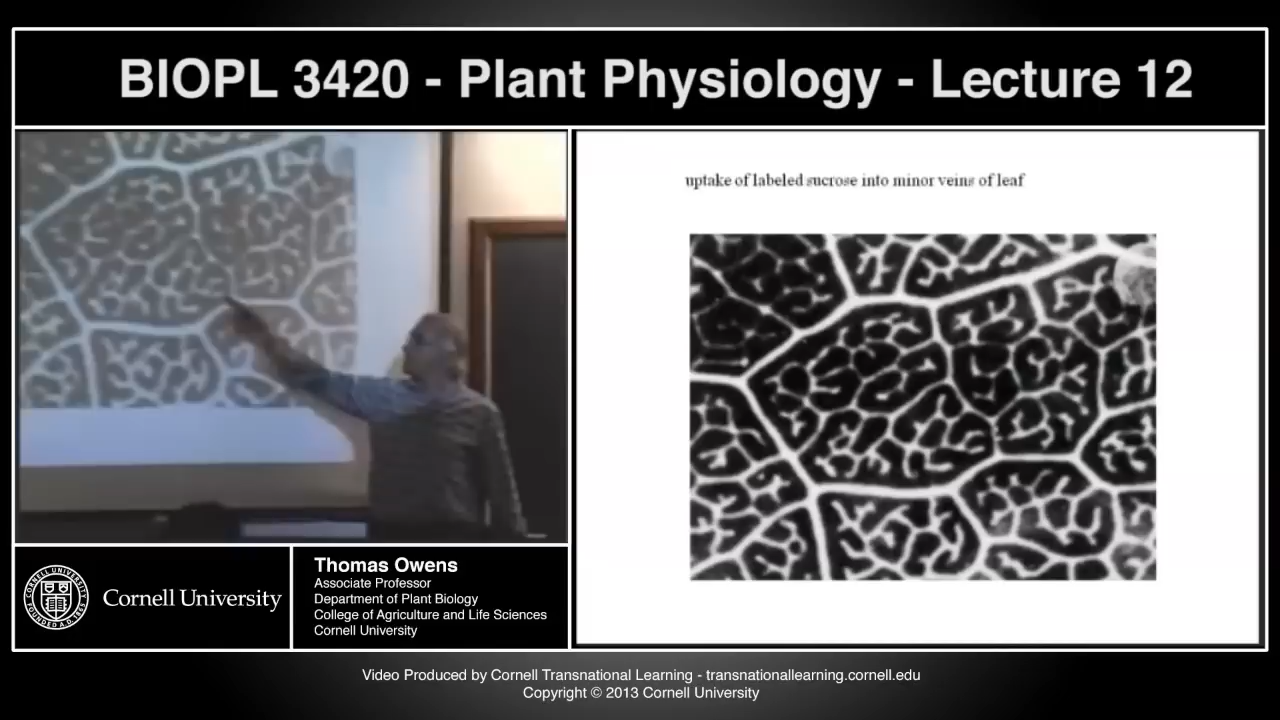 BIOPL 3420 - Plant Physiology - Lecture 12
uptake of labeled sucrose into minor veins of leaf
Cornell University
Thomas Owens
Associate Professor
Department of Plant Biology
College of Agriculture and Life Sciences
Cornell University
Video Produced by Cornell Transnational Learning - transnationallearning.cornell.edu
Copyright © 2013 Cornell University